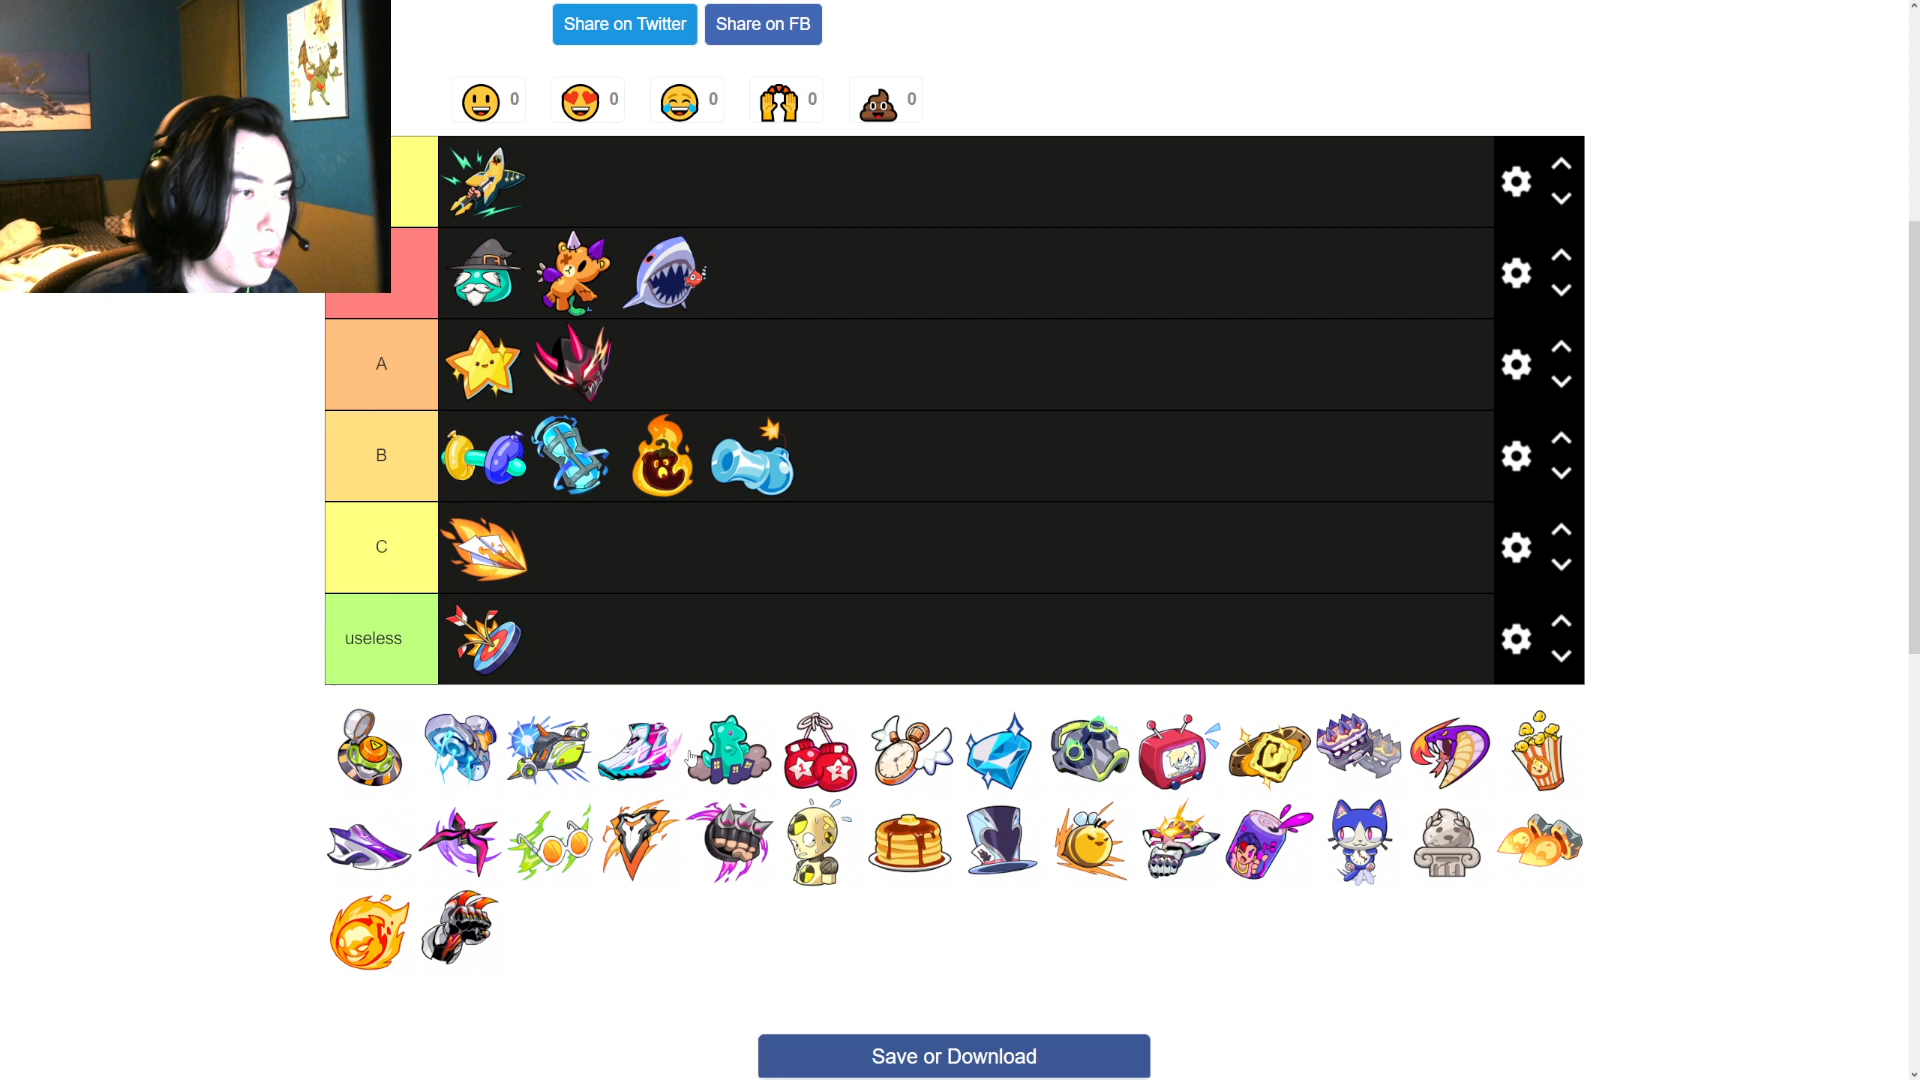 Share on Twitter
Share on FB
0
0
0
0
0
A
B
C
useless
Save or Download